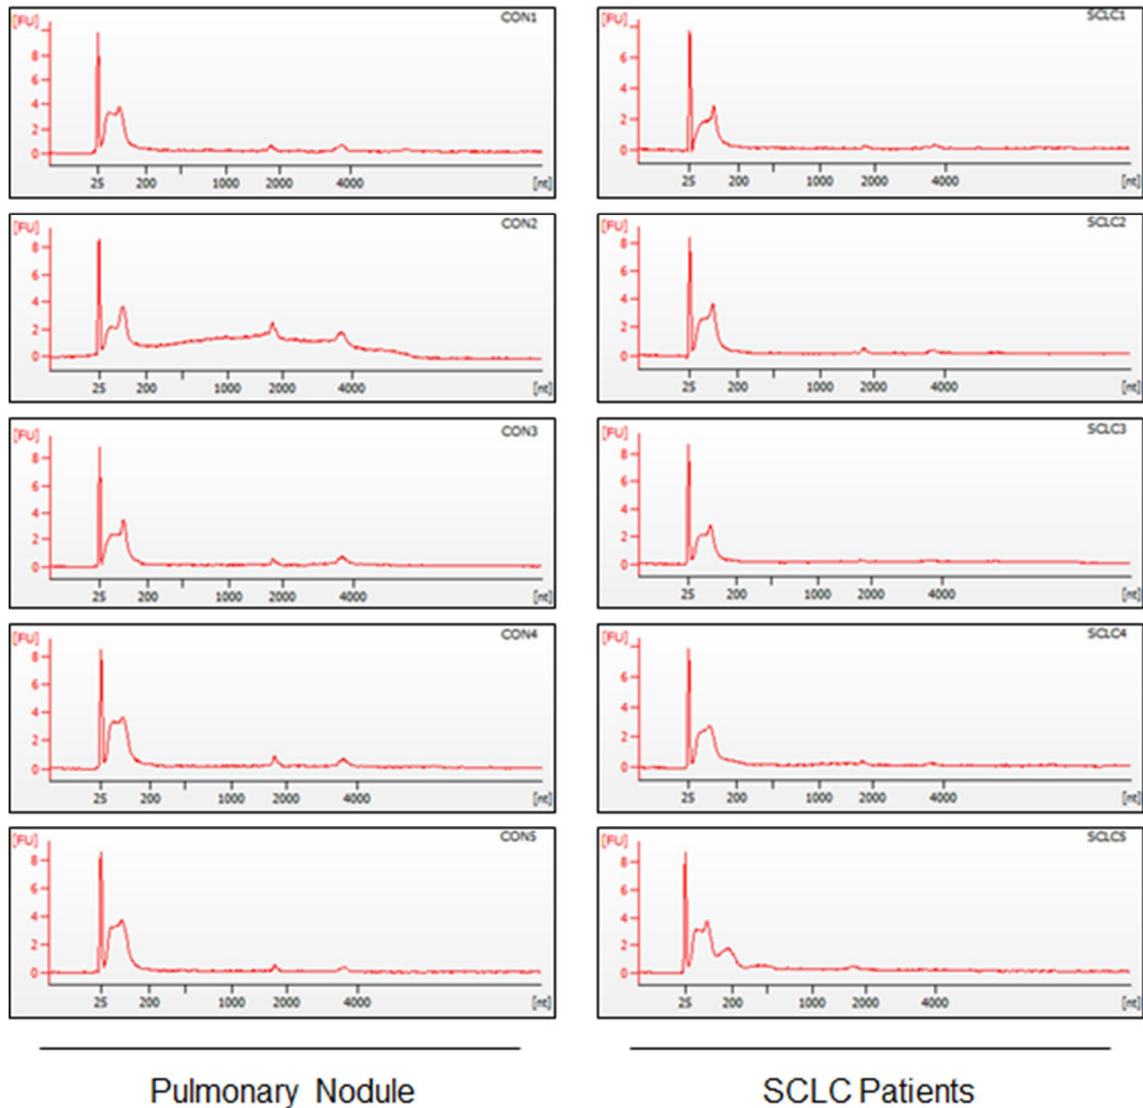 [FU] CON1
8
6
4
2
0
25 200 1000 2000 4000 [nt]
[FU] SCLC1
6
4
2
0
25 200 1000 2000 4000 [nt]
[FU] CON2
8
6
4
2
0
25 200 1000 2000 4000 [nt]
[FU] SCLC2
8
6
4
2
0
25 200 1000 2000 4000 [nt]
[FU] CON3
8
6
4
2
0
25 200 1000 2000 4000 [nt]
[FU] SCLC3
8
6
4
2
0
25 200 1000 2000 4000 [nt]
[FU] CON4
8
6
4
2
0
25 200 1000 2000 4000 [nt]
[FU] SCLC4
6
4
2
0
25 200 1000 2000 4000 [nt]
[FU] CON5
8
6
4
2
0
25 200 1000 2000 4000 [nt]
[FU] SCLC5
8
6
4
2
0
25 200 1000 2000 4000 [nt]
Pulmonary Nodule
SCLC Patients